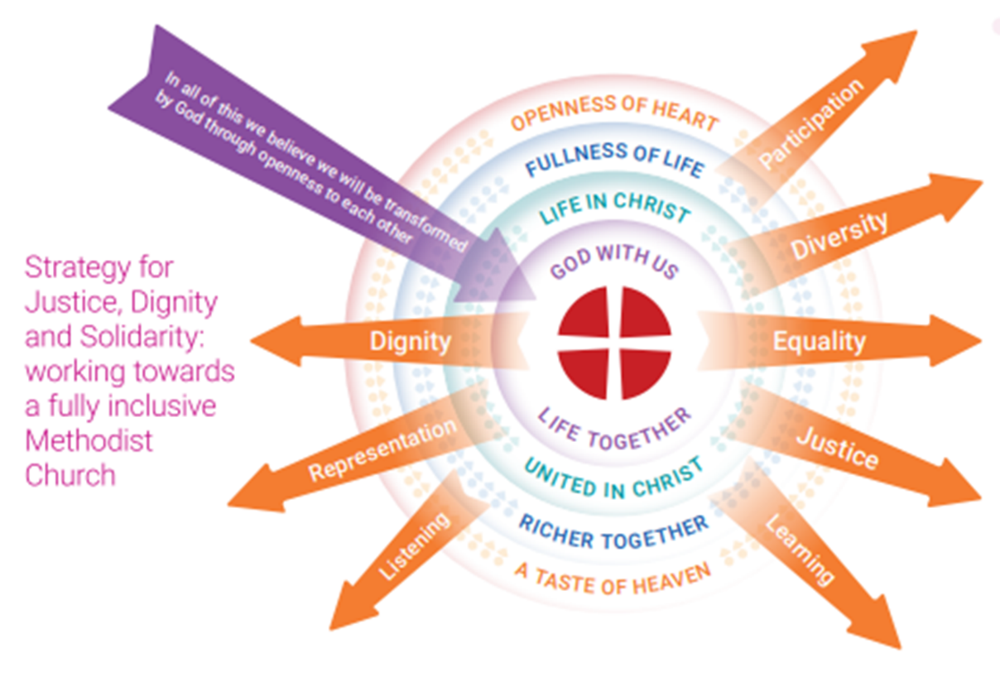 In all of this we believe we will be transformed
by God through openness to each other
Strategy for
Justice, Dignity
and Solidarity:
working towards
a fully inclusive
Methodist
Church
OPENNESS OF HEART
FULLNESS OF LIFE
LIFE IN CHRIST
GOD WITH US
LIFE TOGETHER
UNITED IN CHRIST
RICHER TOGETHER
A TASTE OF HEAVEN
Participation
Diversity
Equality
Justice
Learning
Dignity
Representation
Listening